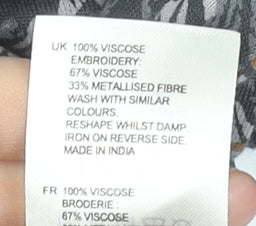 UK 100% VISCOSE
EMBROIDERY:
67% VISCOSE
33% METALLISED FIBRE
WASH WITH SIMILAR
COLOURS.
RESHAPE WHILST DAMP.
IRON ON REVERSE SIDE.
MADE IN INDIA
FR 100% VISCOSE
BRODERIE :
67% VISCOSE